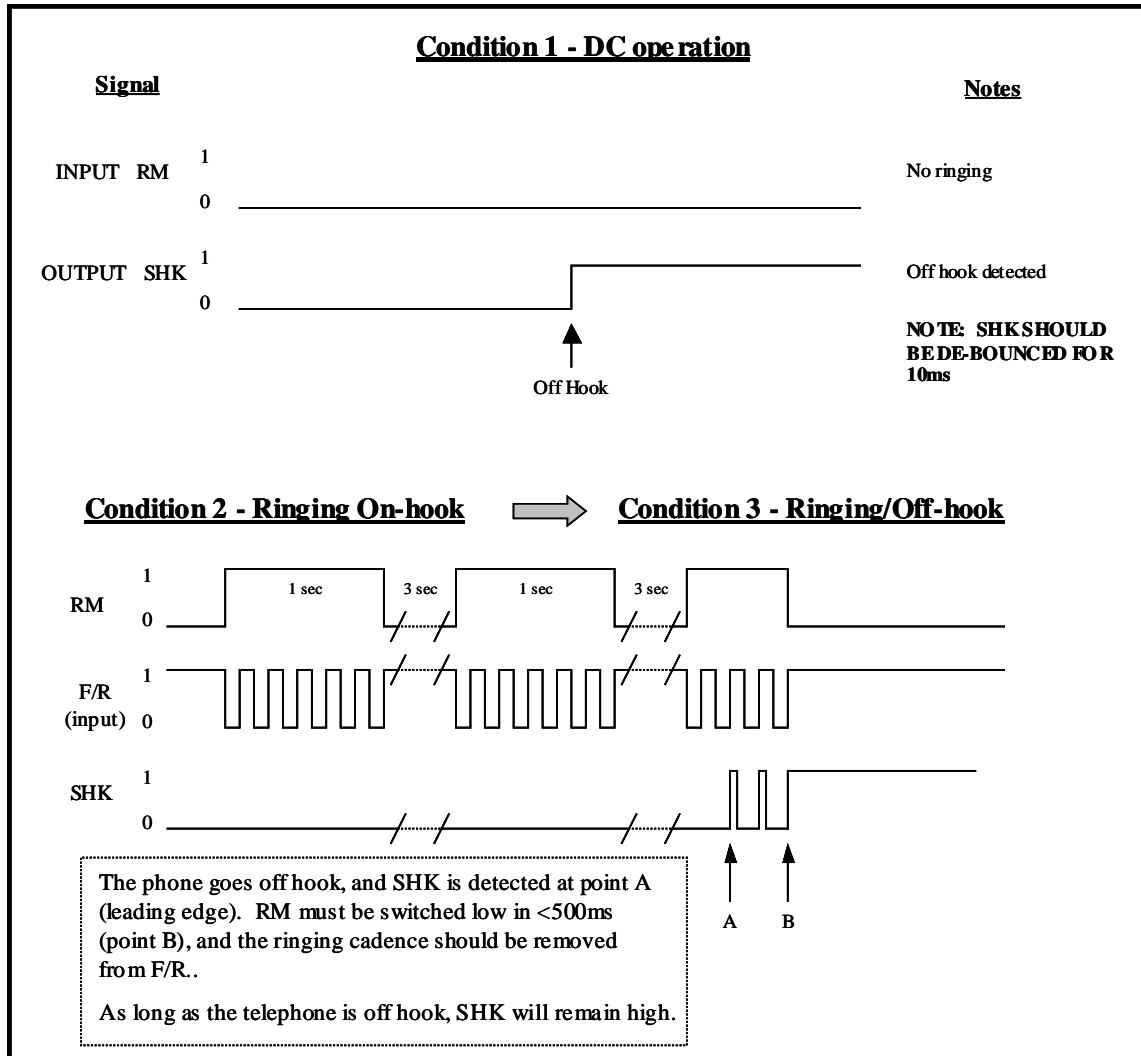 Condition 1 - DC operation
Signal
Notes
INPUT RM
1
0
No ringing
OUTPUT SHK
1
0
Off hook detected
NOTE: SHK SHOULD
BE DE-BOUNCED FOR
10ms
Off Hook
Condition 2 - Ringing On-hook
Condition 3 - Ringing/Off-hook
RM
1
0
1 sec
3 sec
1 sec
3 sec
F/R
(input)
1
0
SHK
1
0
A
B
The phone goes off hook, and SHK is detected at point A
(leading edge). RM must be switched low in <500ms
(point B), and the ringing cadence should be removed
from F/R..
As long as the telephone is off hook, SHK will remain high.